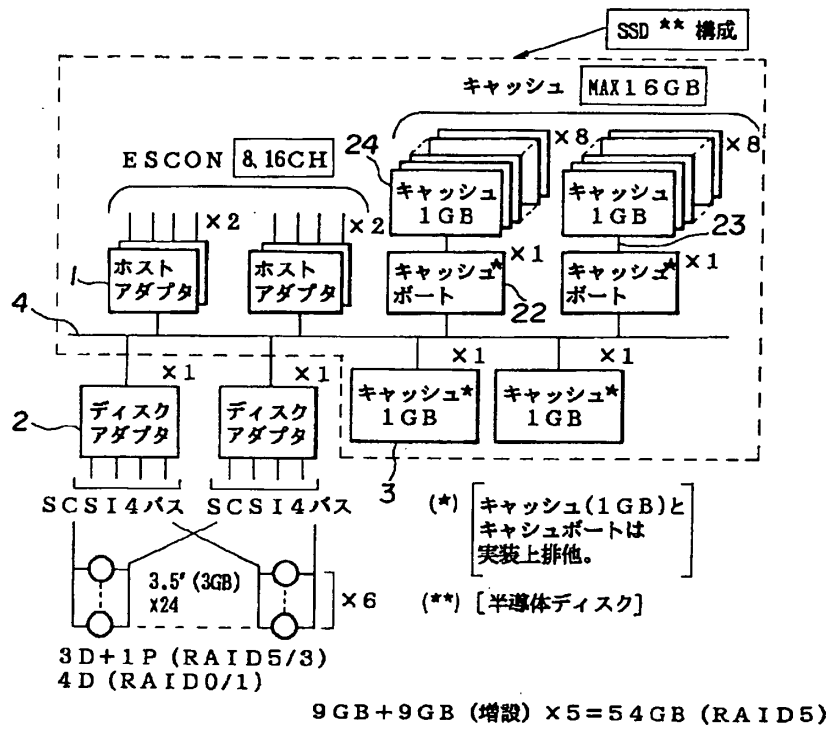 SSD ** 構成
キャッシュ MAX16GB
ESCON 8,16CH
24
×8
×8
キャッシュ
1GB
キャッシュ
1GB
×2
×2
23
1
ホスト
アダプタ
ホスト
アダプタ
×1
キャッシュ*
ボート
22
×1
キャッシュ*
ボート
4
×1
×1
×1
×1
2
ディスク
アダプタ
ディスク
アダプタ
キャッシュ*
1GB
キャッシュ*
1GB
3
SCSI4バス
SCSI4バス
(*) [キャッシュ(1GB)と
キャシュボートは
実装上排他。]
3.5" (3GB)
×24
×6
(**) [半導体ディスク]
3D+1P (RAID5/3)
4D (RAID0/1)
9GB+9GB (増設) ×5=54GB (RAID5)